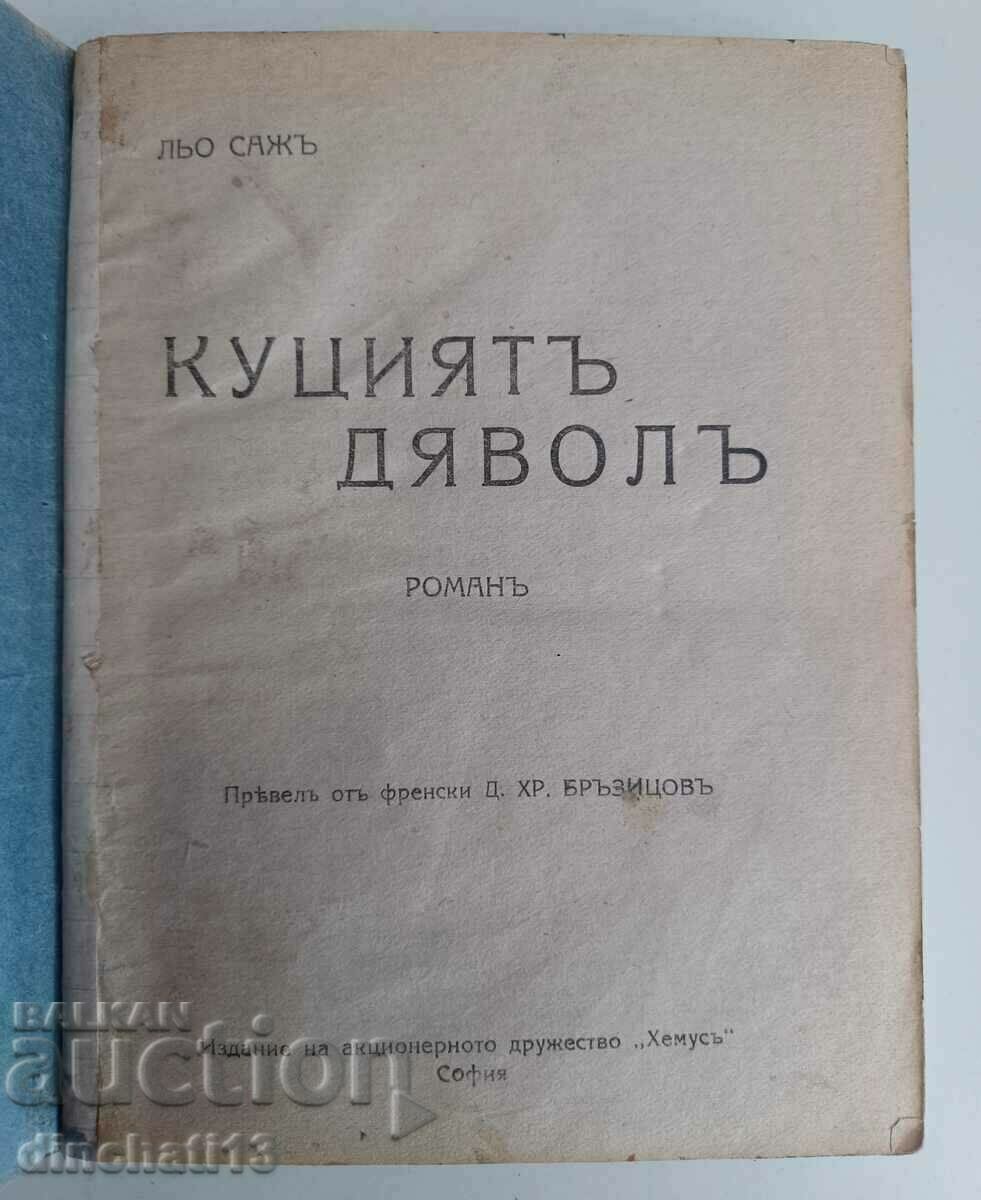 ЛЬО САЖЪ
КУЦИЯТЪ
ДЯВОЛЪ
РОМАНЪ
Прѣвелъ отъ френски Д. ХР. БРЪЗИЦОВЪ
Издание на акционерното дружество „Хемусъ“
София
BALKAN
auction
dinchati13